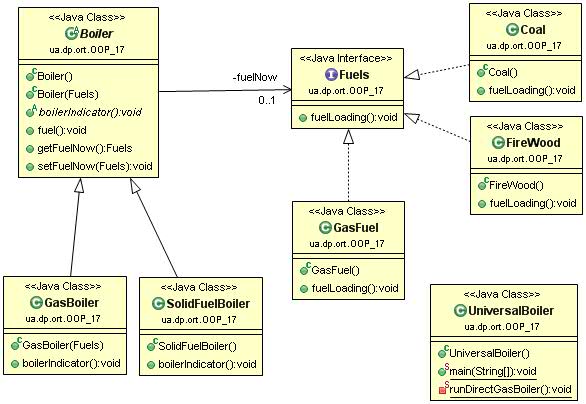 <<Java Class>>
Boiler
ua.dp.ort.OOP_17
Boiler()
Boiler(Fuels)
boilerIndicator():void
fuel():void
getFuelNow():Fuels
setFuelNow(Fuels):void
-fuelNow
0..1
<<Java Interface>>
Fuels
ua.dp.ort.OOP_17
fuelLoading():void
<<Java Class>>
Coal
ua.dp.ort.OOP_17
Coal()
fuelLoading():void
<<Java Class>>
FireWood
ua.dp.ort.OOP_17
FireWood()
fuelLoading():void
<<Java Class>>
GasFuel
ua.dp.ort.OOP_17
GasFuel()
fuelLoading():void
<<Java Class>>
GasBoiler
ua.dp.ort.OOP_17
GasBoiler(Fuels)
boilerIndicator():void
<<Java Class>>
SolidFuelBoiler
ua.dp.ort.OOP_17
SolidFuelBoiler()
boilerIndicator():void
<<Java Class>>
UniversalBoiler
ua.dp.ort.OOP_17
UniversalBoiler()
main(String[]):void
runDirectGasBoiler():void